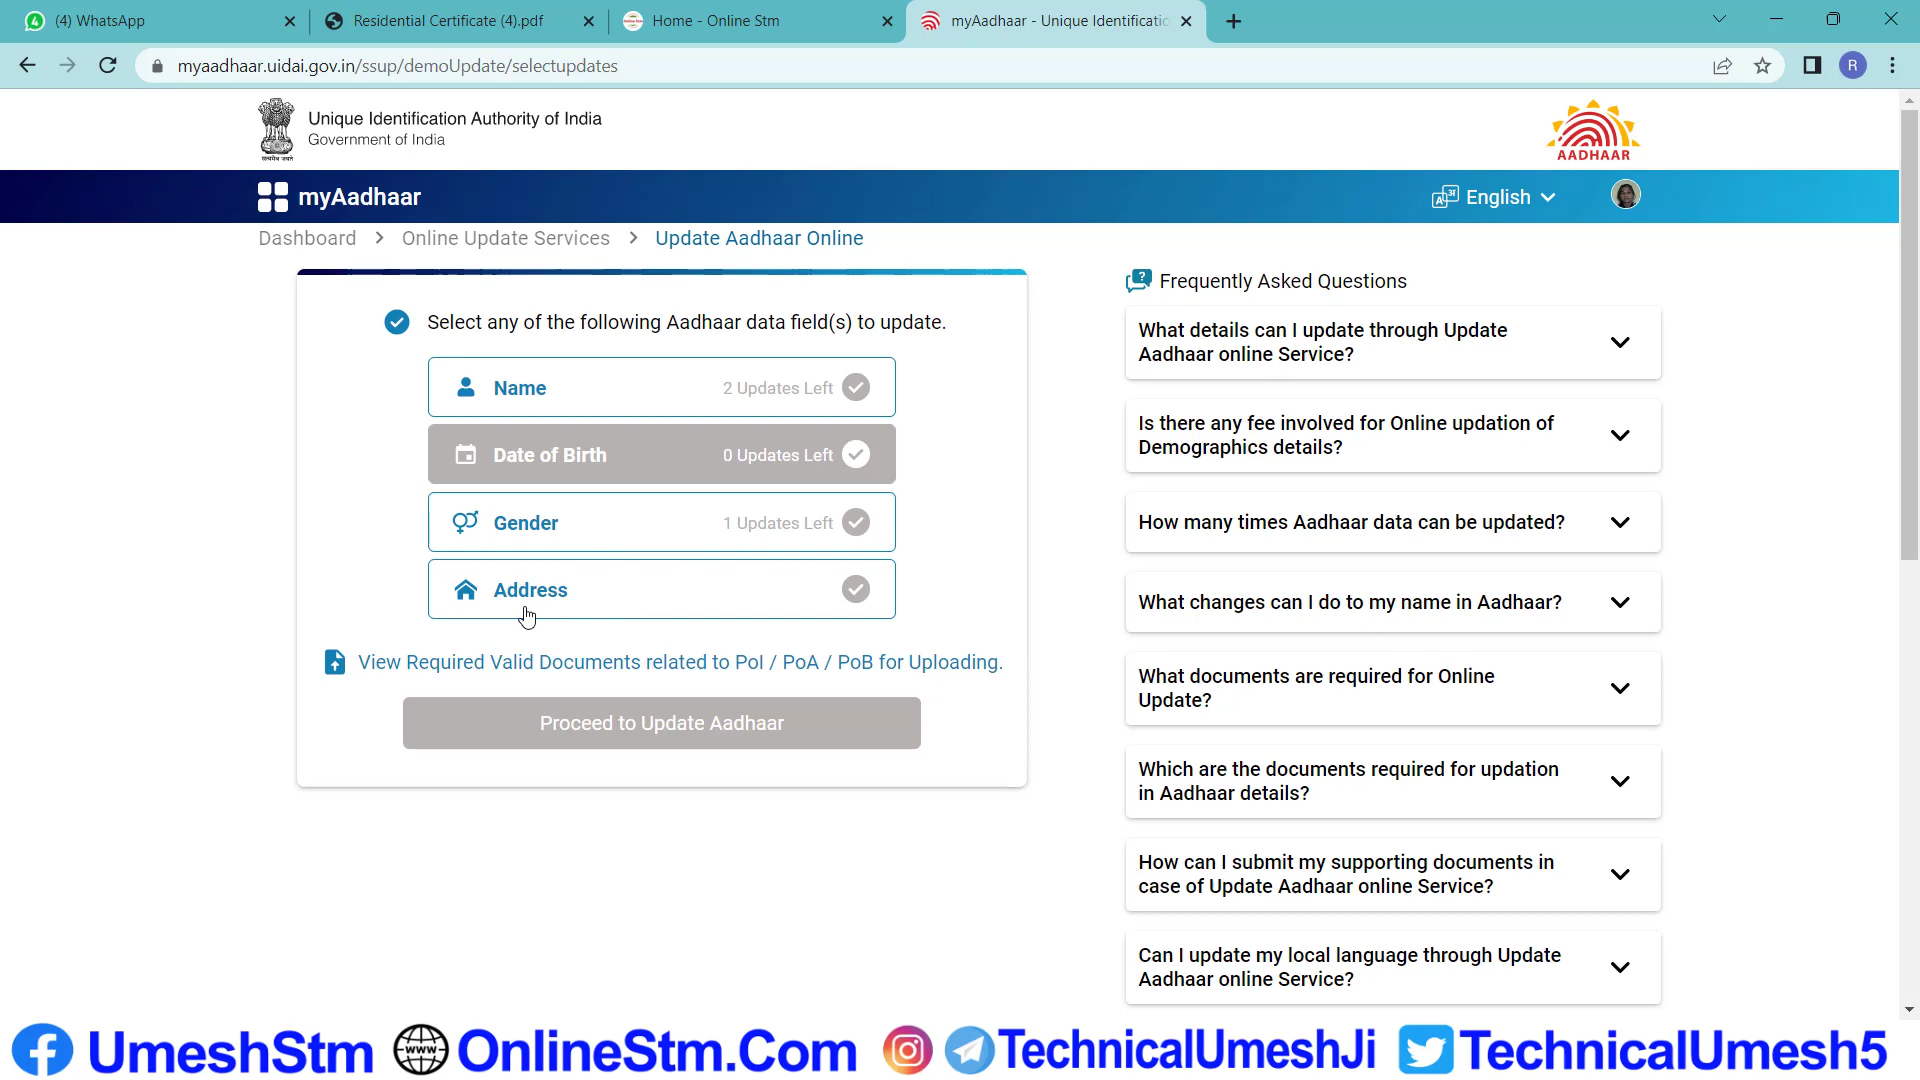 (4) WhatsApp
Residential Certificate (4).pdf
Home - Online Stm
myAadhaar - Unique Identificatio
myaadhaar.uidai.gov.in/ssup/demoUpdate/selectupdates
R
Unique Identification Authority of India
Government of India
सत्यमेव जयते
AADHAAR
myAadhaar
English
Dashboard > Online Update Services > Update Aadhaar Online
Select any of the following Aadhaar data field(s) to update.
Name 2 Updates Left
Date of Birth 0 Updates Left
Gender 1 Updates Left
Address
View Required Valid Documents related to PoI / PoA / PoB for Uploading.
Proceed to Update Aadhaar
Frequently Asked Questions
What details can I update through Update
Aadhaar online Service?
Is there any fee involved for Online updation of
Demographics details?
How many times Aadhaar data can be updated?
What changes can I do to my name in Aadhaar?
What documents are required for Online
Update?
Which are the documents required for updation
in Aadhaar details?
How can I submit my supporting documents in
case of Update Aadhaar online Service?
Can I update my local language through Update
Aadhaar online Service?
UmeshStm WWW OnlineStm.Com TechnicalUmeshJi TechnicalUmesh5